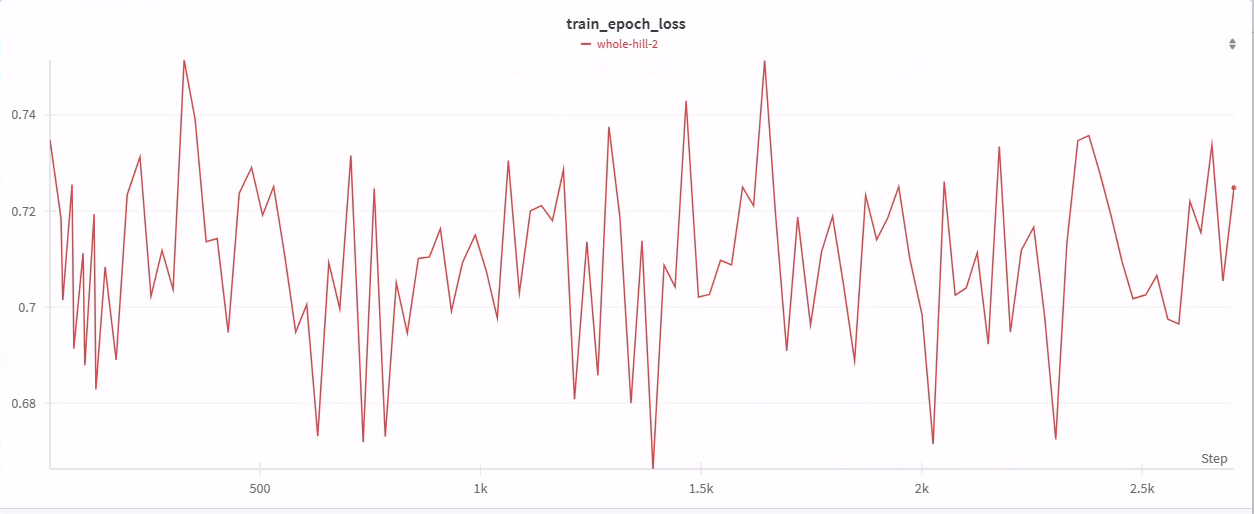 train_epoch_loss
whole-hill-2
0.74
0.72
0.7
0.68
Step
500
1k
1.5k
2k
2.5k